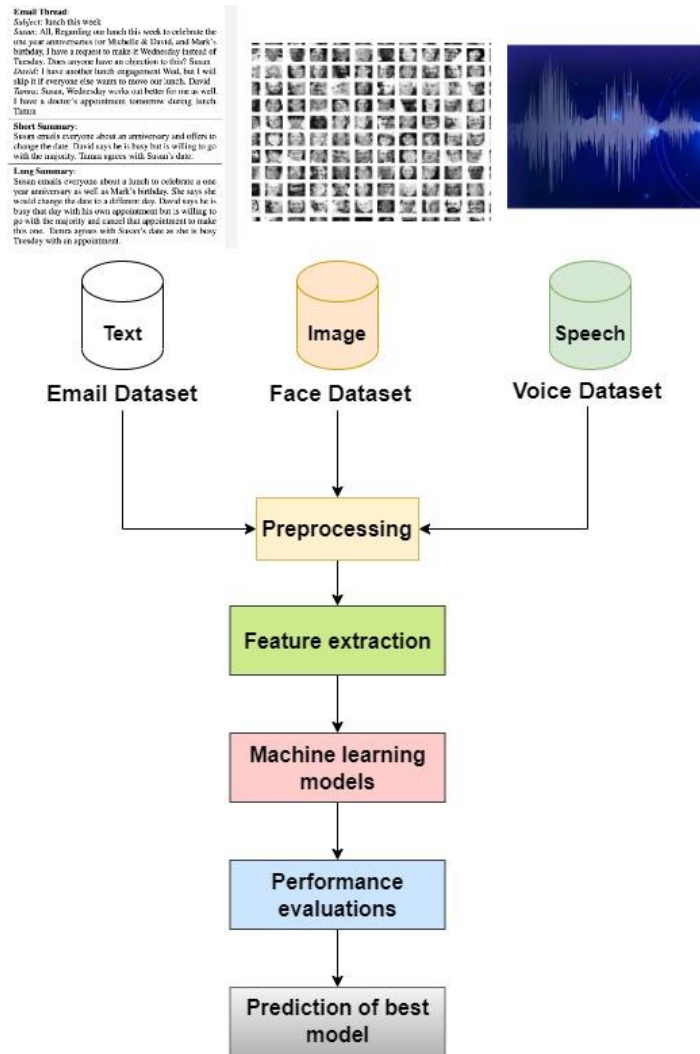 Email Thread:
Subject: lunch this week
Susan: All, Regarding our lunch this week to celebrate the
one year anniversaries for Michelle & David, and Mark's
birthday, I have a request to make it Wednesday instead of
Tuesday. Does anyone have an objection to this? Susan
David: I have another lunch engagement Wed, but I will
skip it if everyone else wants to move our lunch. David
Tamra: Susan, Wednesday works out better for me as well.
I have a doctor's appointment tomorrow during lunch.
Tamra
Short Summary:
Susan emails everyone about an anniversary and offers to
change the date. David says he is busy but is willing to go
with the majority. Tamra agrees with Susan's date.
Long Summary:
Susan emails everyone about a lunch to celebrate a one
year anniversary as well as Mark's birthday. She says she
would change the date to a different day. David says he is
busy that day with his own appointment but is willing to
go with the majority and cancel that appointment to make
this one. Tamra agrees with Susan's date as she is busy
Tuesday with an appointment.
Text
Image
Speech
Email Dataset
Face Dataset
Voice Dataset
Preprocessing
Feature extraction
Machine learning
models
Performance
evaluations
Prediction of best
model